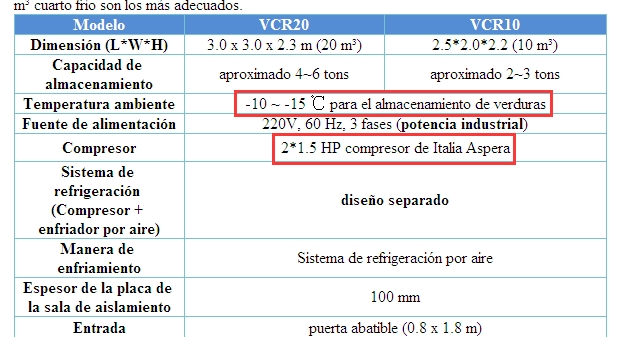 m³ cuarto frío son los más adecuados.
Modelo VCR20 VCR10
Dimensión (L*W*H) 3.0 x 3.0 x 2.3 m (20 m³) 2.5*2.0*2.2 (10 m³)
Capacidad de
almacenamiento
aproximado 4~6 tons aproximado 2~3 tons
Temperatura ambiente -10 ~ -15 ℃ para el almacenamiento de verduras
Fuente de alimentación 220V, 60 Hz, 3 fases (potencia industrial)
Compresor 2*1.5 HP compresor de Italia Aspera
Sistema de
refrigeración
(Compresor +
enfriador por aire)
diseño separado
Manera de
enfriamiento
Sistema de refrigeración por aire
Espesor de la placa de
la sala de aislamiento
100 mm
Entrada puerta abatible (0.8 x 1.8 m)